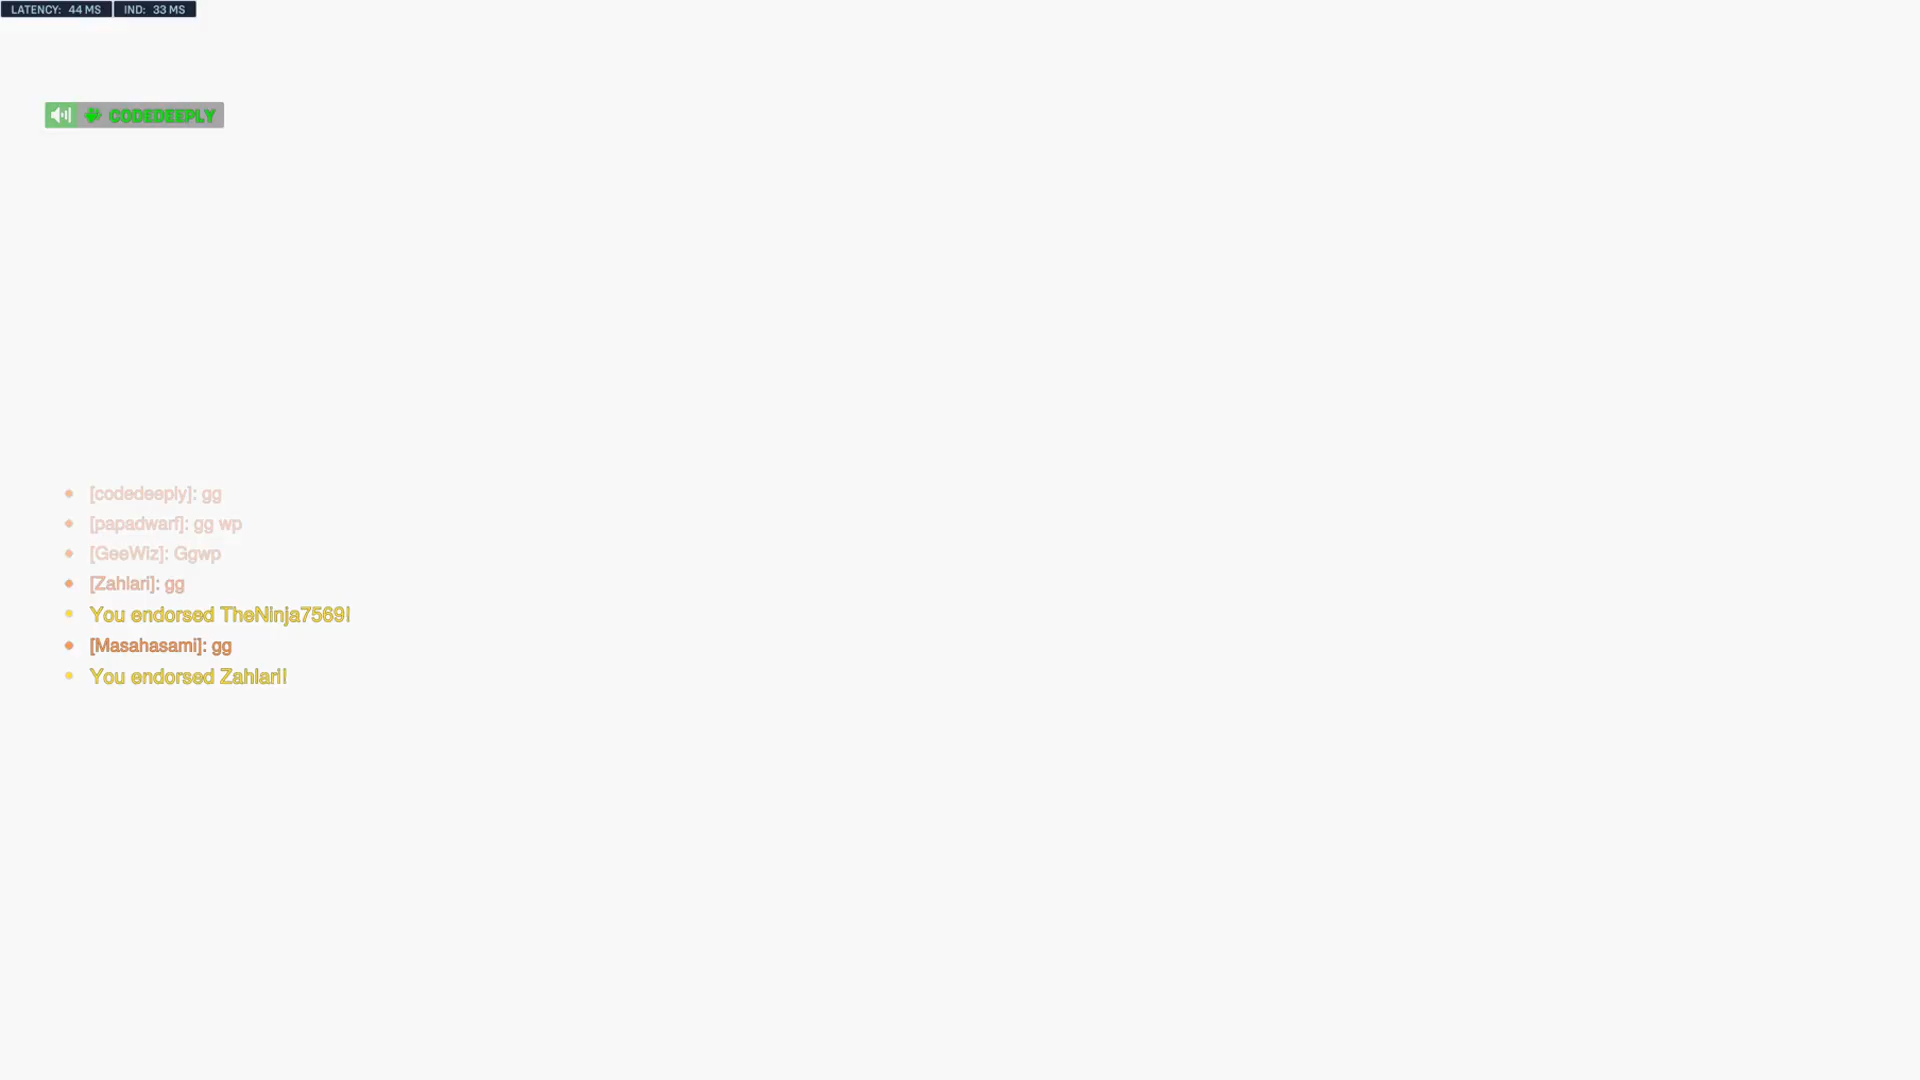 LATENCY: 44 MS IND: 33 MS
CODEDEEPLY
[codedeeply]: gg
[papadwarf]: gg wp
[GeeWiz]: Ggwp
[Zahlari]: gg
You endorsed TheNinja7569!
[Masahasami]: gg
You endorsed Zahlari!